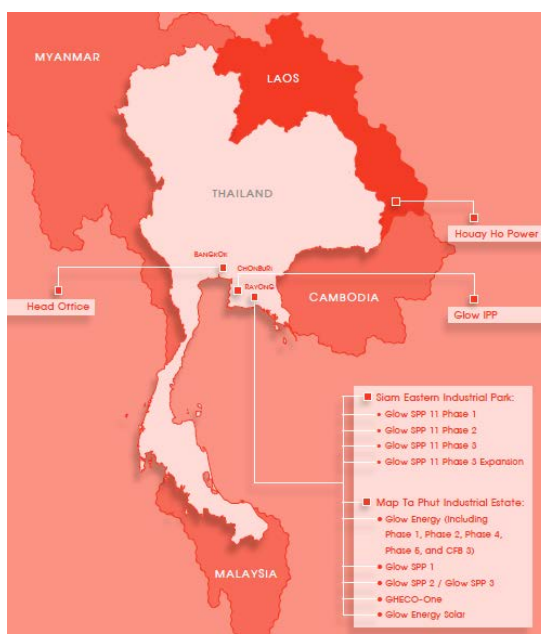 MYANMAR
LAOS
THAILAND
Houay Ho Power
BANGKOK
CHONBURI
RAYONG
Head Office
CAMBODIA
Glow IPP
Siam Eastern Industrial Park:
• Glow SPP 11 Phase 1
• Glow SPP 11 Phase 2
• Glow SPP 11 Phase 3
• Glow SPP 11 Phase 3 Expansion
Map Ta Phut Industrial Estate:
• Glow Energy (Including
Phase 1, Phase 2, Phase 4,
Phase 5, and CFB 3)
• Glow SPP 1
• Glow SPP 2 / Glow SPP 3
• GHECO-One
• Glow Energy Solar
MALAYSIA